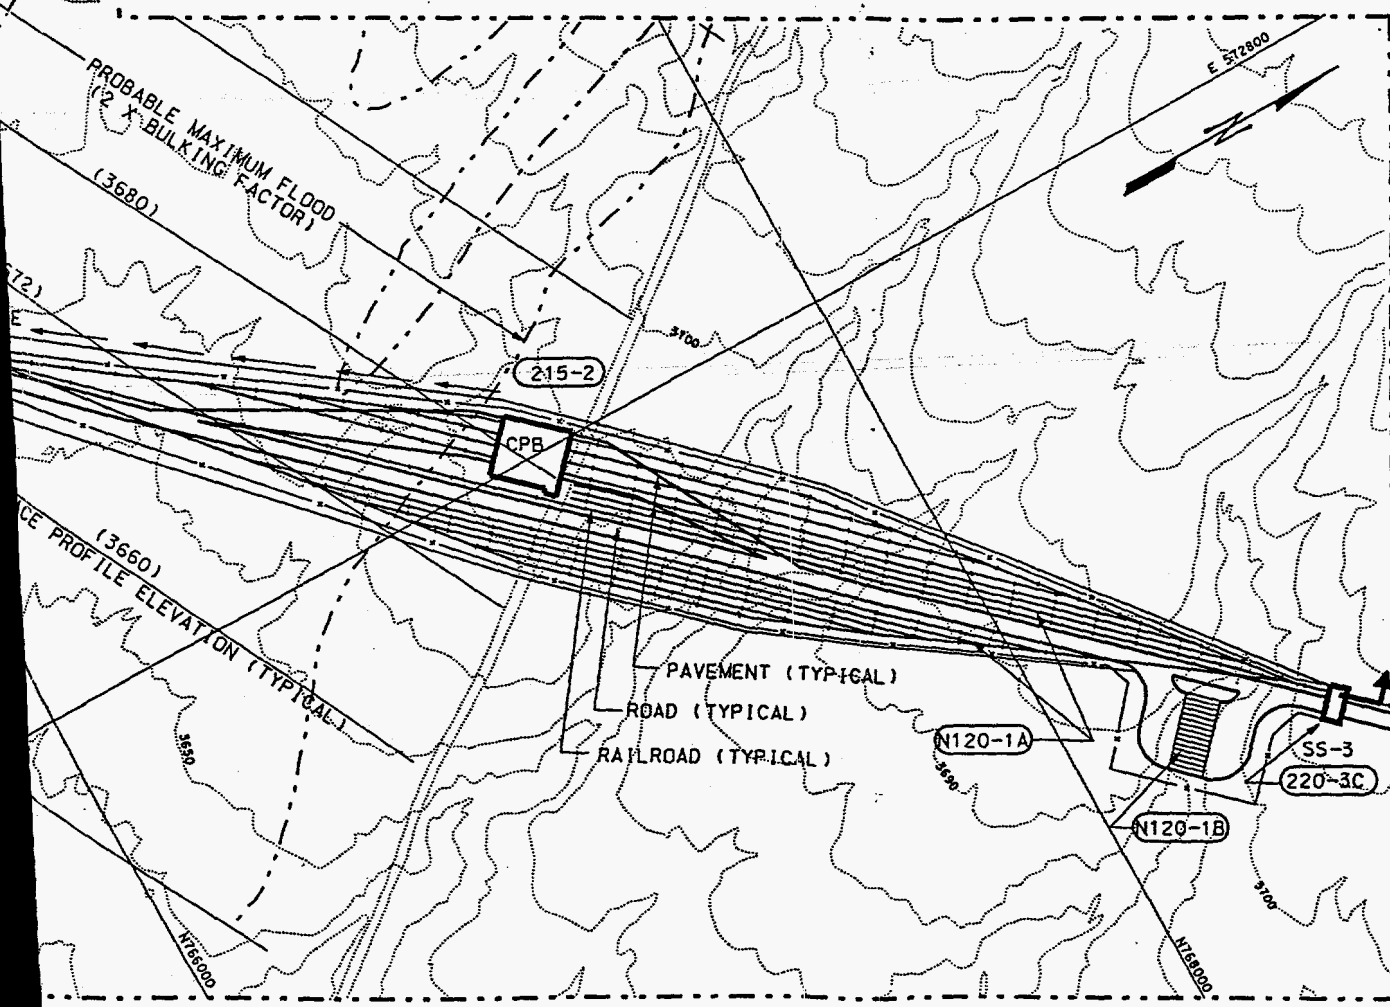 E 572800
PROBABLE MAXIMUM FLOOD
(2 X BULKING FACTOR)
(3680)
672)
E
3700
215-2
CPB
(3660)
CE PROFILE ELEVATION (TYPICAL)
PAVEMENT (TYPICAL)
ROAD (TYPICAL)
RAILROAD (TYPICAL)
N120-1A
3650
3690
SS-3
220-3C
N120-1B
3700
N766000
N768000